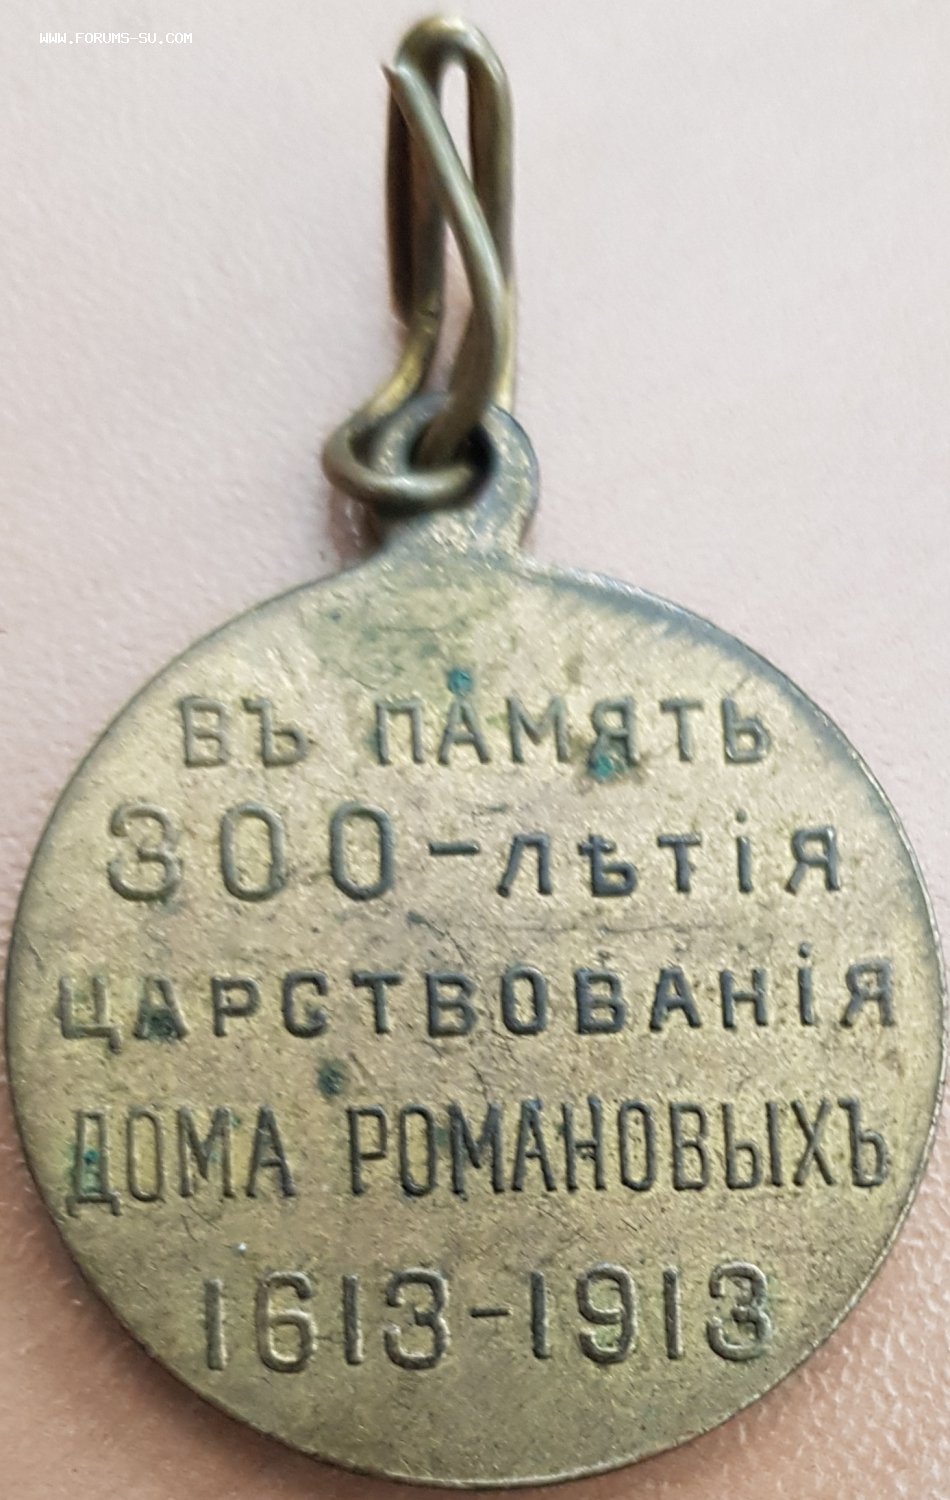 WWW.FORUMS-SU.COM
ВЪ ПАМЯТЬ
300-ЛѢТІЯ
ЦАРСТВОВАНІЯ
ДОМА РОМАНОВЫХЪ
1613-1913